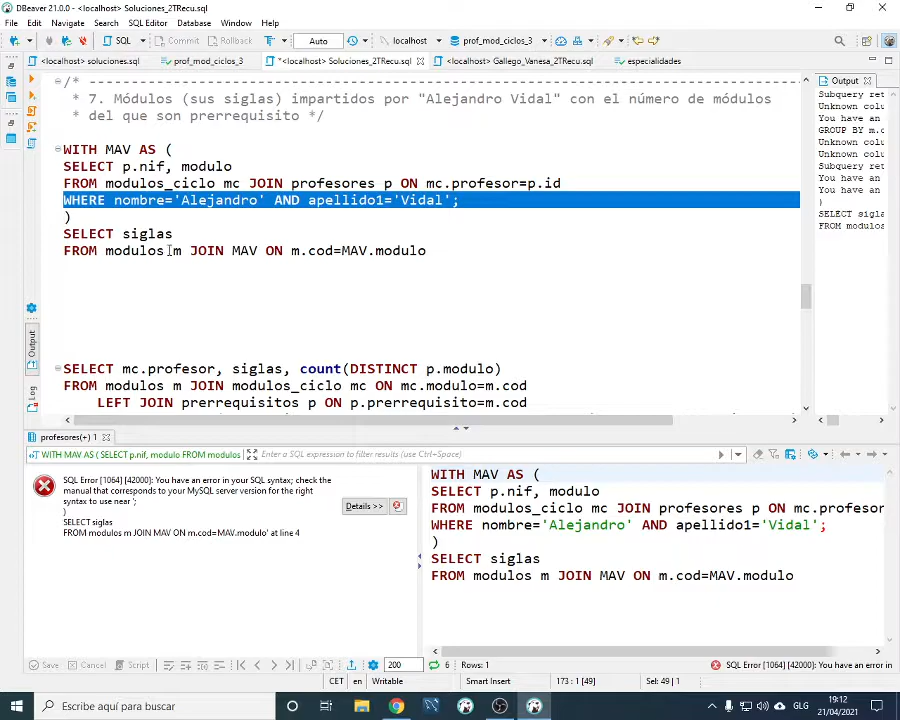 DBeaver 21.0.0 - <localhost> Soluciones_2TRecu.sql
File Edit Navigate Search SQL Editor Database Window Help
SQL Commit Rollback Auto localhost prof_mod_ciclos_3
<localhost> soluciones.sql prof_mod_ciclos_3 *<localhost> Soluciones_2TRecu.sql <localhost> Gallego_Vanesa_2TRecu.sql especialidades
/* -------------------------------------------------------------------------------------
* 7. Módulos (sus siglas) impartidos por "Alejandro Vidal" con el número de módulos
* del que son prerrequisito */
WITH MAV AS (
SELECT p.nif, modulo
FROM modulos_ciclo mc JOIN profesores p ON mc.profesor=p.id
WHERE nombre='Alejandro' AND apellido1='Vidal';
)
SELECT siglas
FROM modulos m JOIN MAV ON m.cod=MAV.modulo
SELECT mc.profesor, siglas, count(DISTINCT p.modulo)
FROM modulos m JOIN modulos_ciclo mc ON mc.modulo=m.cod
LEFT JOIN prerrequisitos p ON p.prerrequisito=m.cod
Output
Subquery ret
Unknown colu
You have an
GROUP BY m.c
Unknown colu
Unknown colu
Subquery ret
You have an
You have an
)
SELECT sigla
FROM modulos
Output
Log
profesores(+) 1
WITH MAV AS ( SELECT p.nif, modulo FROM modulos
Enter a SQL expression to filter results (use Ctrl+Space)
SQL Error [1064] [42000]: You have an error in your SQL syntax; check the
manual that corresponds to your MySQL server version for the right
syntax to use near ';
)
SELECT siglas
FROM modulos m JOIN MAV ON m.cod=MAV.modulo' at line 4
Details >>
WITH MAV AS (
SELECT p.nif, modulo
FROM modulos_ciclo mc JOIN profesores p ON mc.profesor
WHERE nombre='Alejandro' AND apellido1='Vidal';
)
SELECT siglas
FROM modulos m JOIN MAV ON m.cod=MAV.modulo
Save Cancel Script 200 6 Rows: 1 SQL Error [1064] [42000]: You have an error in
CET en Writable Smart Insert 173 : 1 [49] Sel: 49 | 1
Escribe aquí para buscar
GLG
19:12
21/04/2021